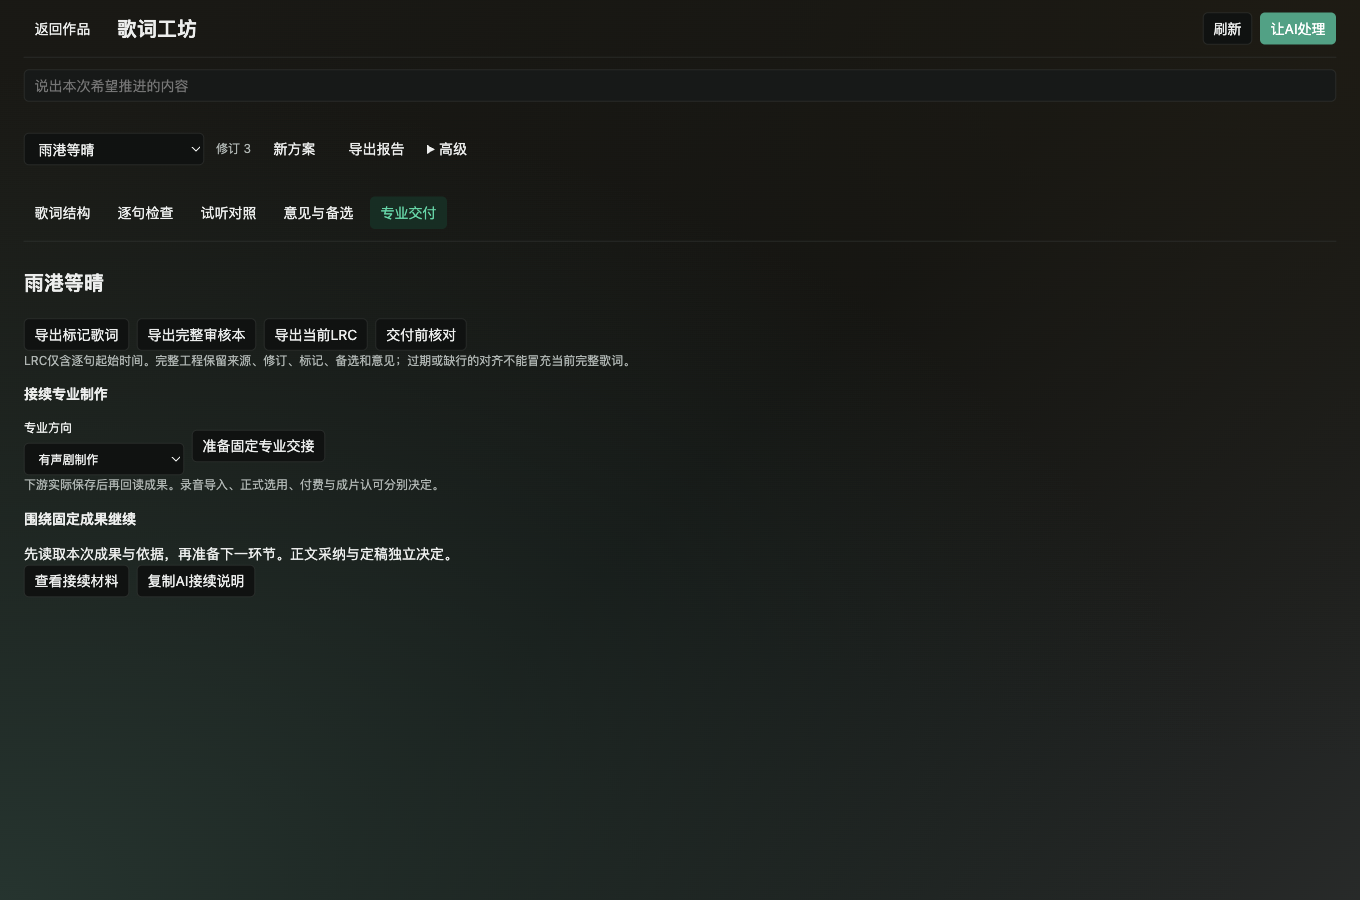 返回作品 歌词工坊 刷新 让AI处理
说出本次希望推进的内容
雨港等晴 修订 3 新方案 导出报告 ▶ 高级
歌词结构 逐句检查 试听对照 意见与备选 专业交付
雨港等晴
导出标记歌词 导出完整审核本 导出当前LRC 交付前核对
LRC仅含逐句起始时间。完整工程保留来源、修订、标记、备选和意见；过期或缺行的对齐不能冒充当前完整歌词。
接续专业制作
专业方向
有声剧制作 准备固定专业交接
下游实际保存后再回读成果。录音导入、正式选用、付费与成片认可分别决定。
围绕固定成果继续
先读取本次成果与依据，再准备下一环节。正文采纳与定稿独立决定。
查看接续材料 复制AI接续说明